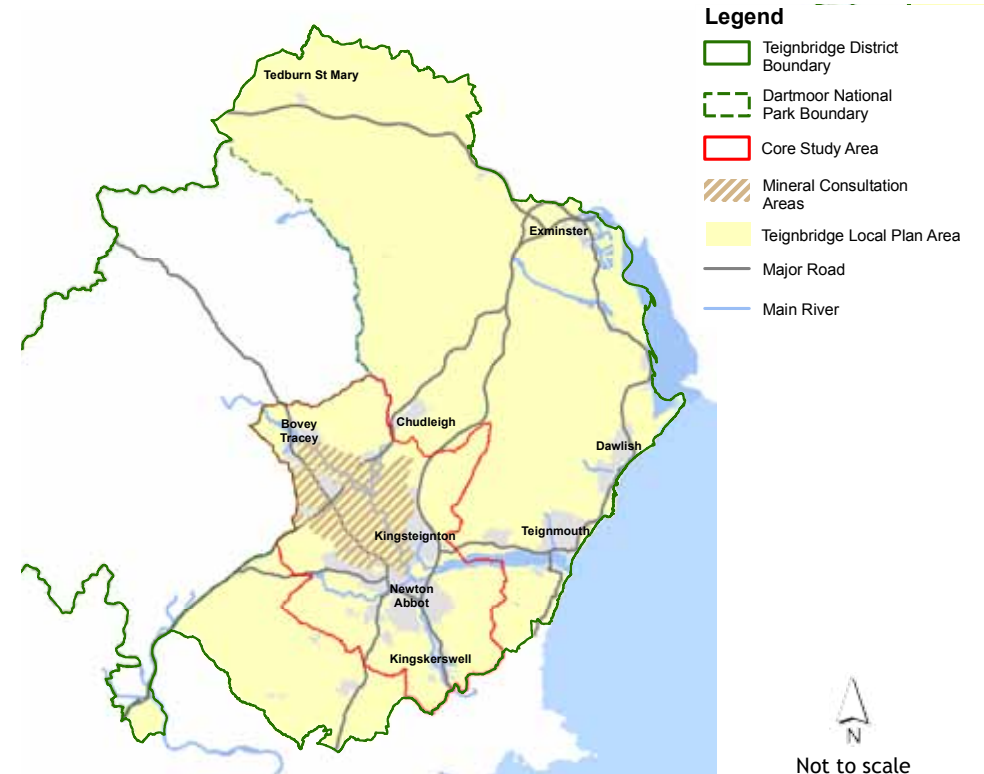 Legend
Teignbridge District
Boundary
Dartmoor National
Park Boundary
Core Study Area
Mineral Consultation
Areas
Teignbridge Local Plan Area
Major Road
Main River
Tedburn St Mary
Exminster
Bovey
Tracey
Chudleigh
Dawlish
Kingsteignton
Teignmouth
Newton
Abbot
Kingskerswell
N
Not to scale